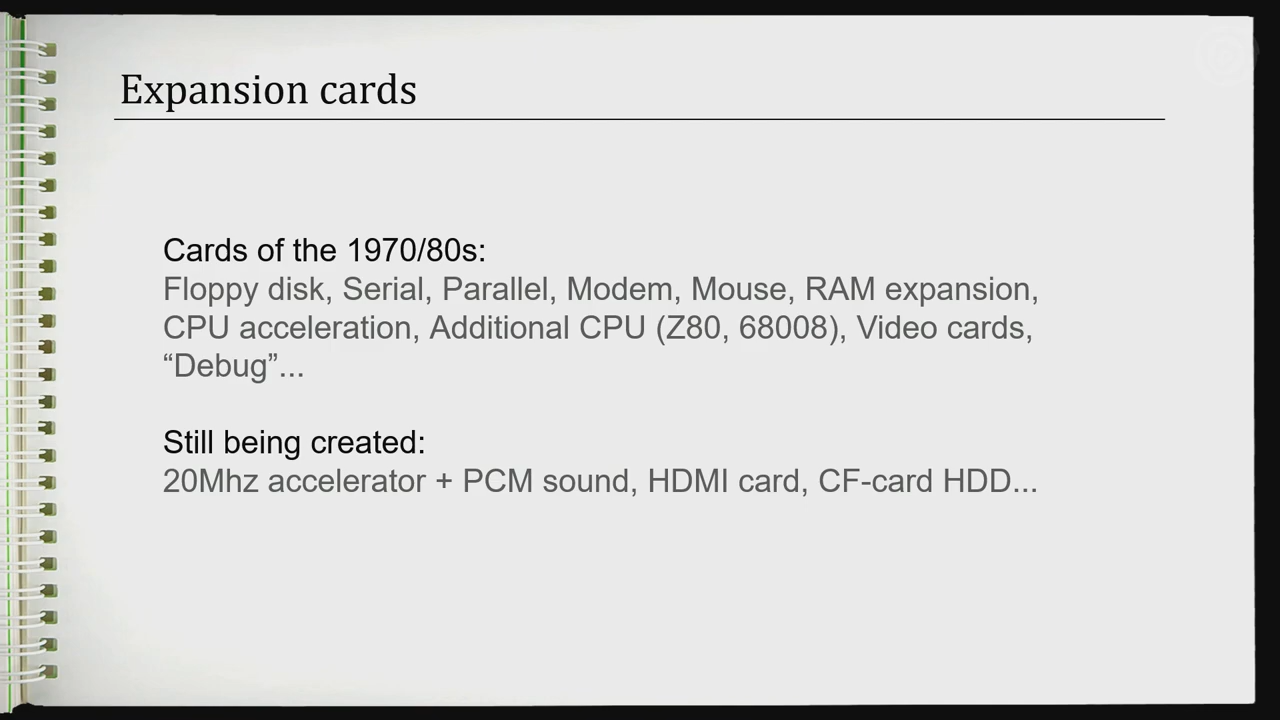 Expansion cards
Cards of the 1970/80s:
Floppy disk, Serial, Parallel, Modem, Mouse, RAM expansion,
CPU acceleration, Additional CPU (Z80, 68008), Video cards,
“Debug”...
Still being created:
20Mhz accelerator + PCM sound, HDMI card, CF-card HDD...